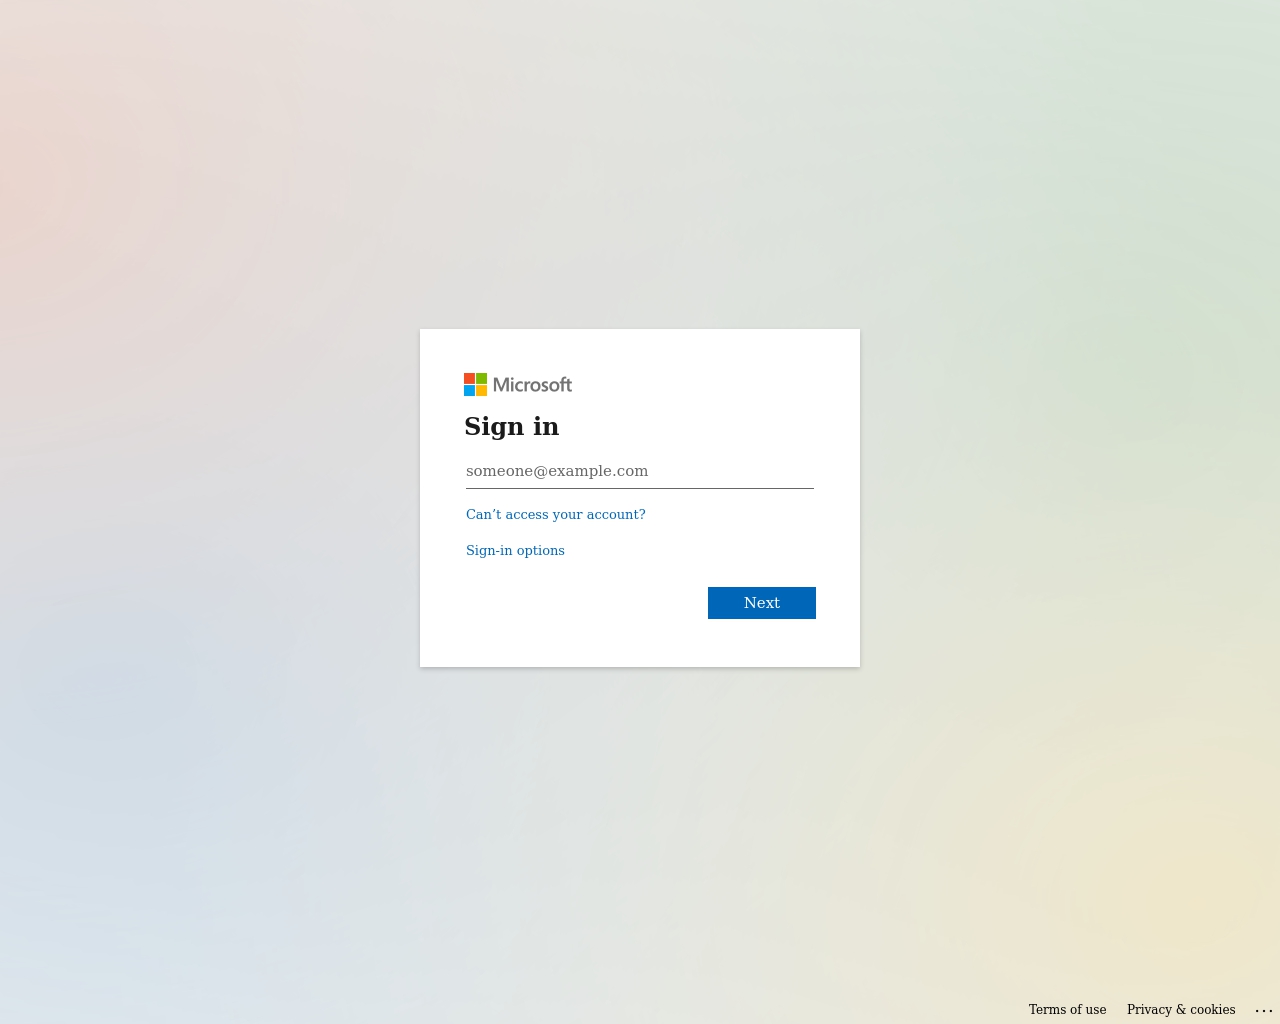 Microsoft
Sign in
someone@example.com
Can’t access your account?
Sign-in options
Next
Terms of use Privacy & cookies ...